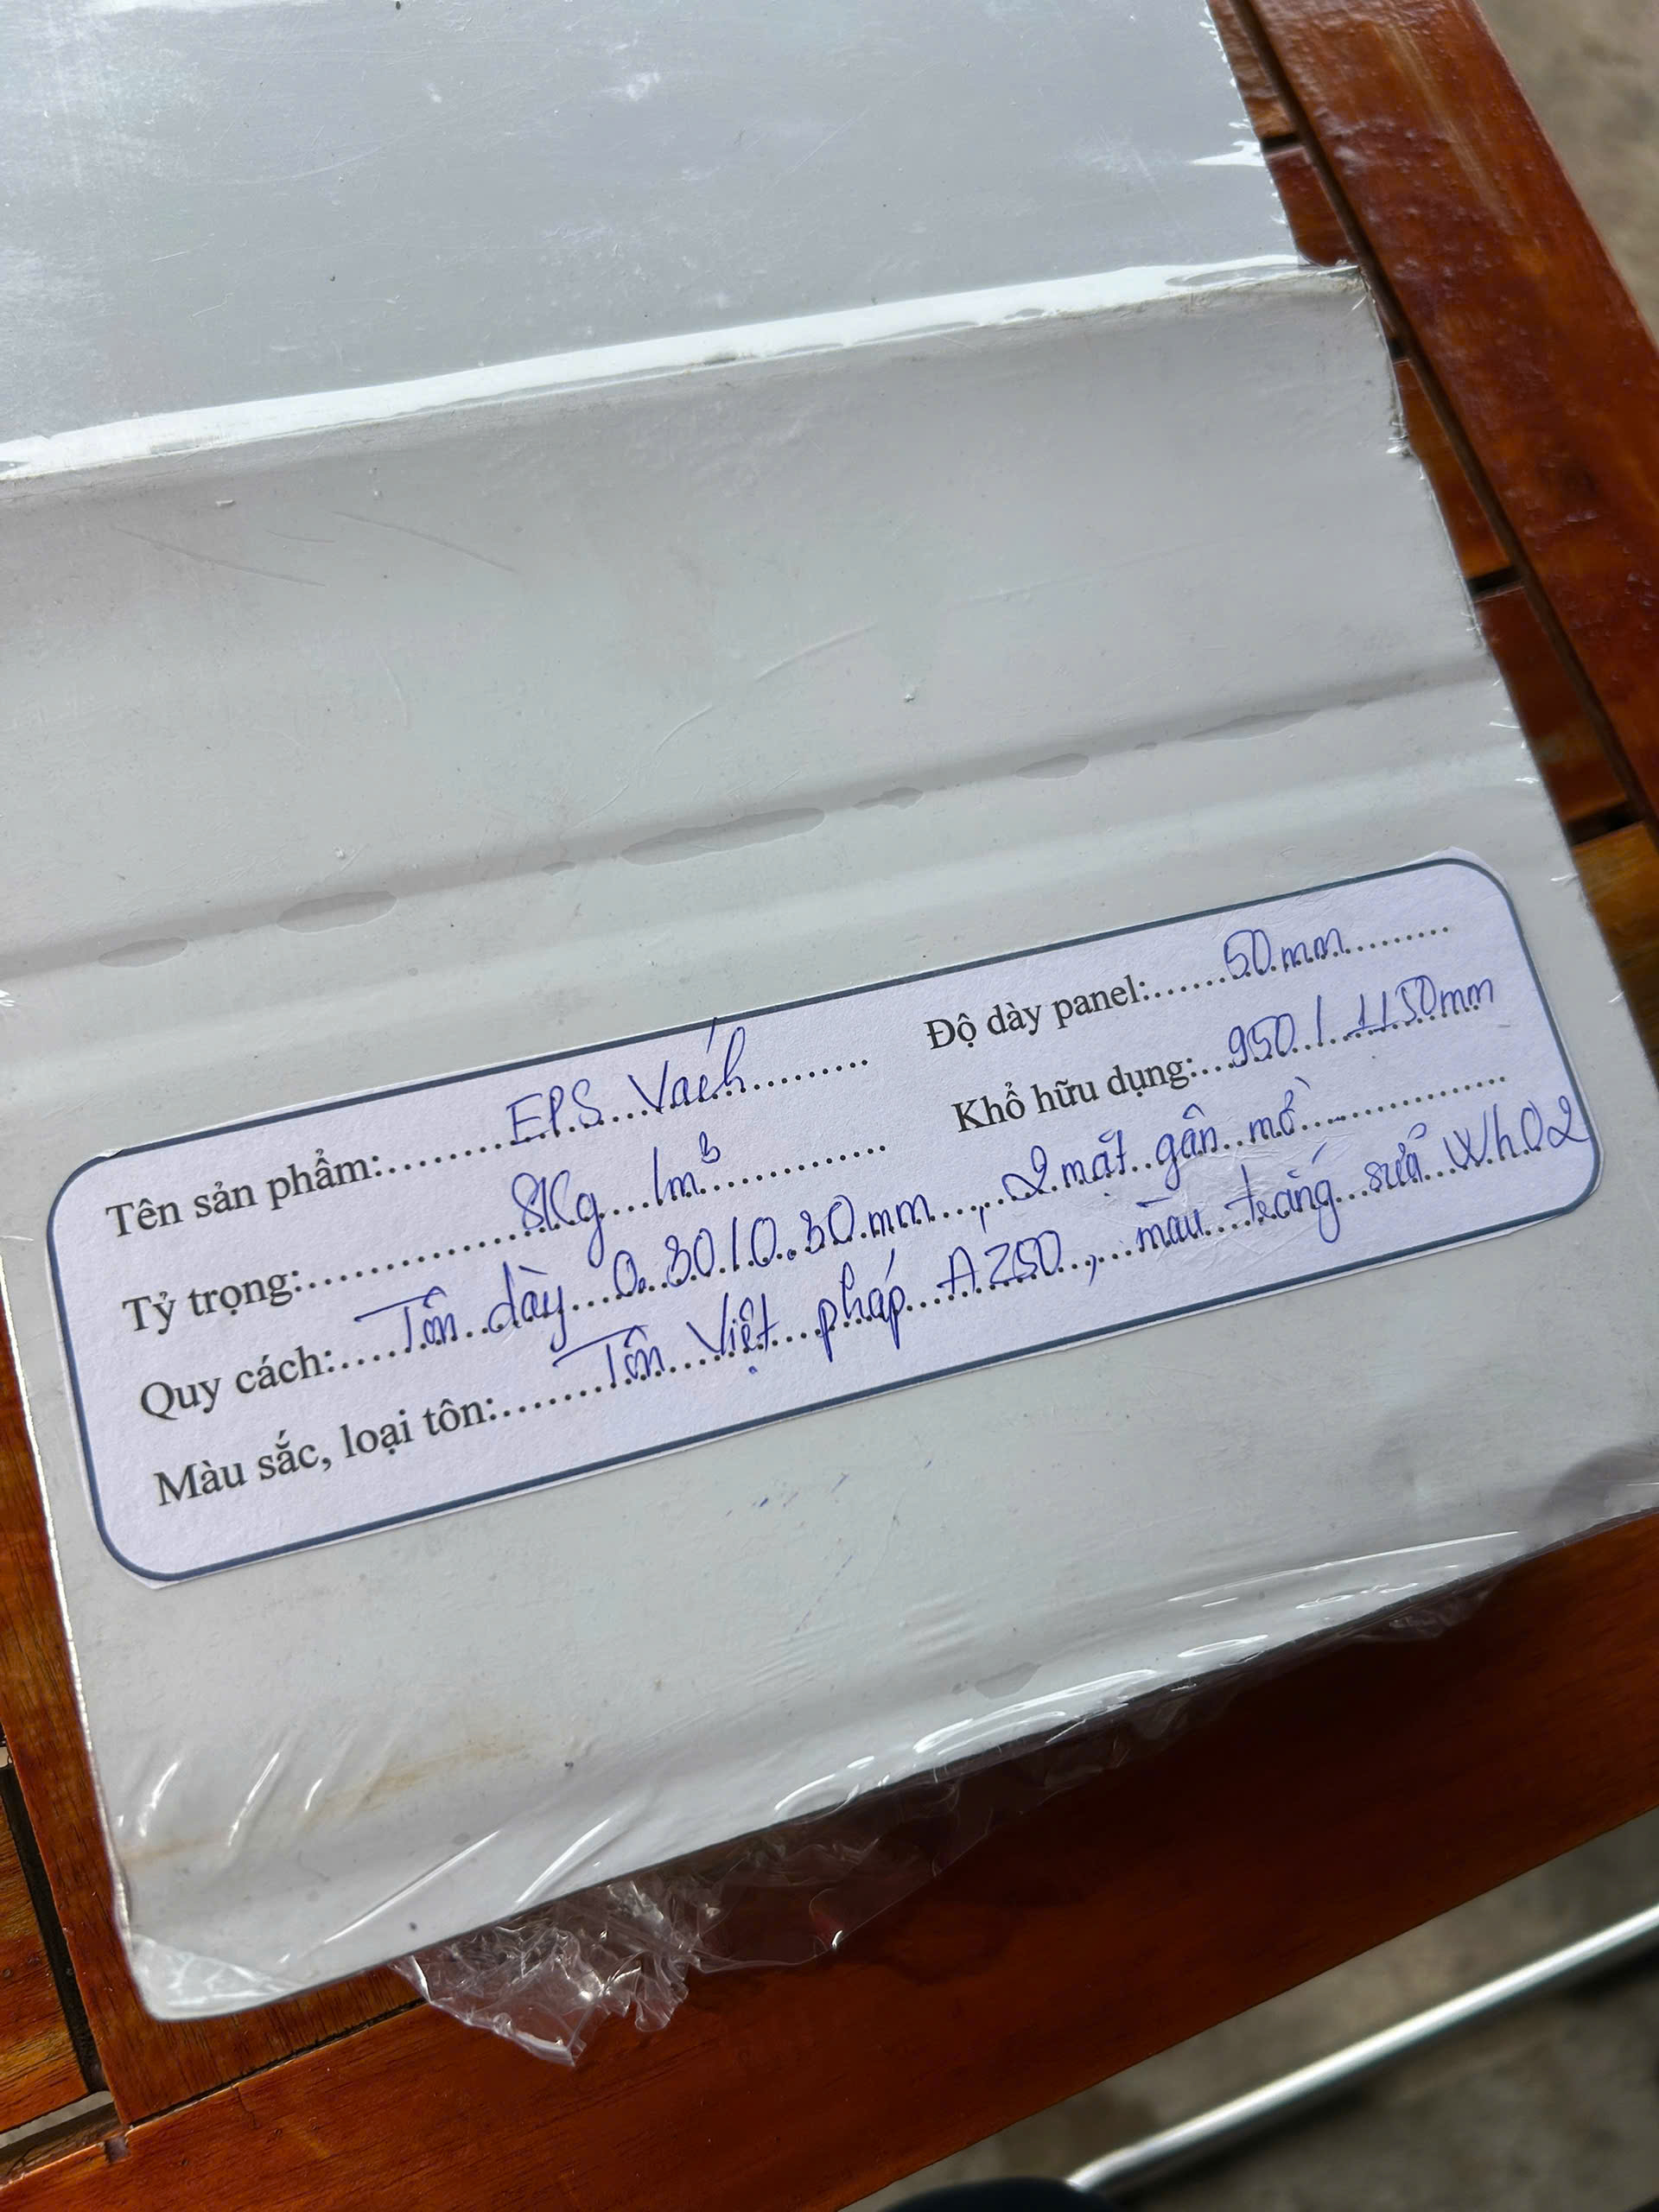 Tên sản phẩm:.........EPS Vách......... Độ dày panel:.......50mm..........
Tỷ trọng:..................8Kg /m³............... Khổ hữu dụng:...950 / 1150mm
Quy cách:.....Tôn dày 0.30/0.30mm, 2 mặt gân mờ...................
Màu sắc, loại tôn:.........Tôn Việt pháp AZ50, màu trắng sữa Wh02